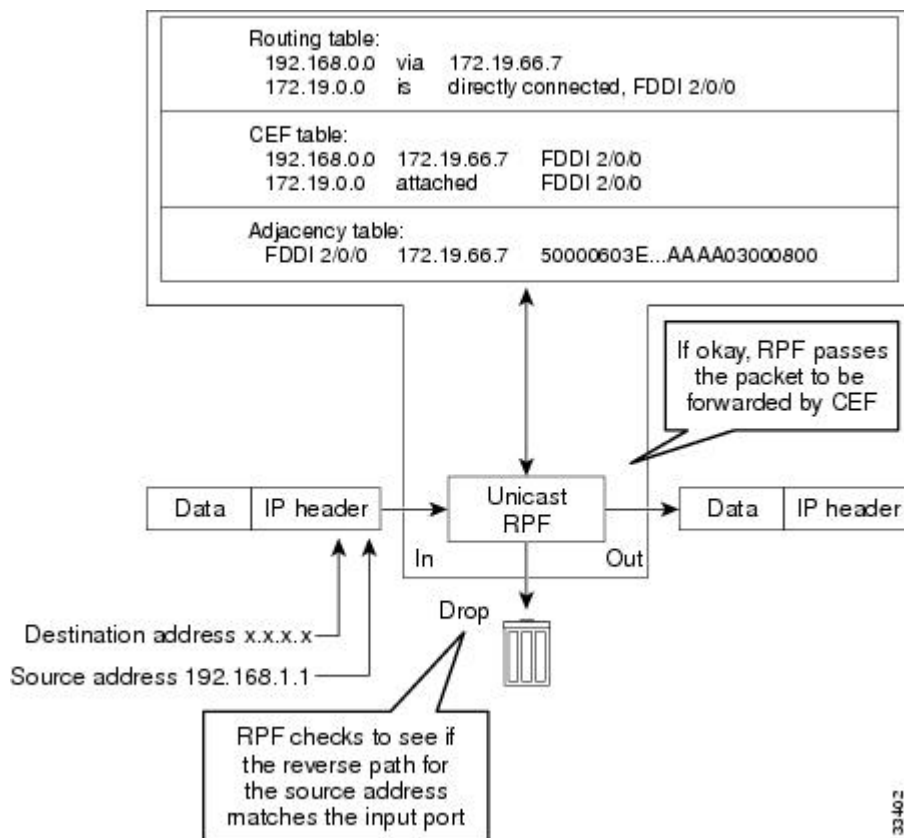 Routing table:
192.168.0.0 via 172.19.66.7
172.19.0.0 is directly connected, FDDI 2/0/0
CEF table:
192.168.0.0 172.19.66.7 FDDI 2/0/0
172.19.0.0 attached FDDI 2/0/0
Adjacency table:
FDDI 2/0/0 172.19.66.7 50000603E...AAAA03000800
If okay, RPF passes
the packet to be
forwarded by CEF
Data IP header
Unicast
RPF
Data IP header
In Out
Drop
Destination address x.x.x.x
Source address 192.168.1.1
RPF checks to see if
the reverse path for
the source address
matches the input port
33402